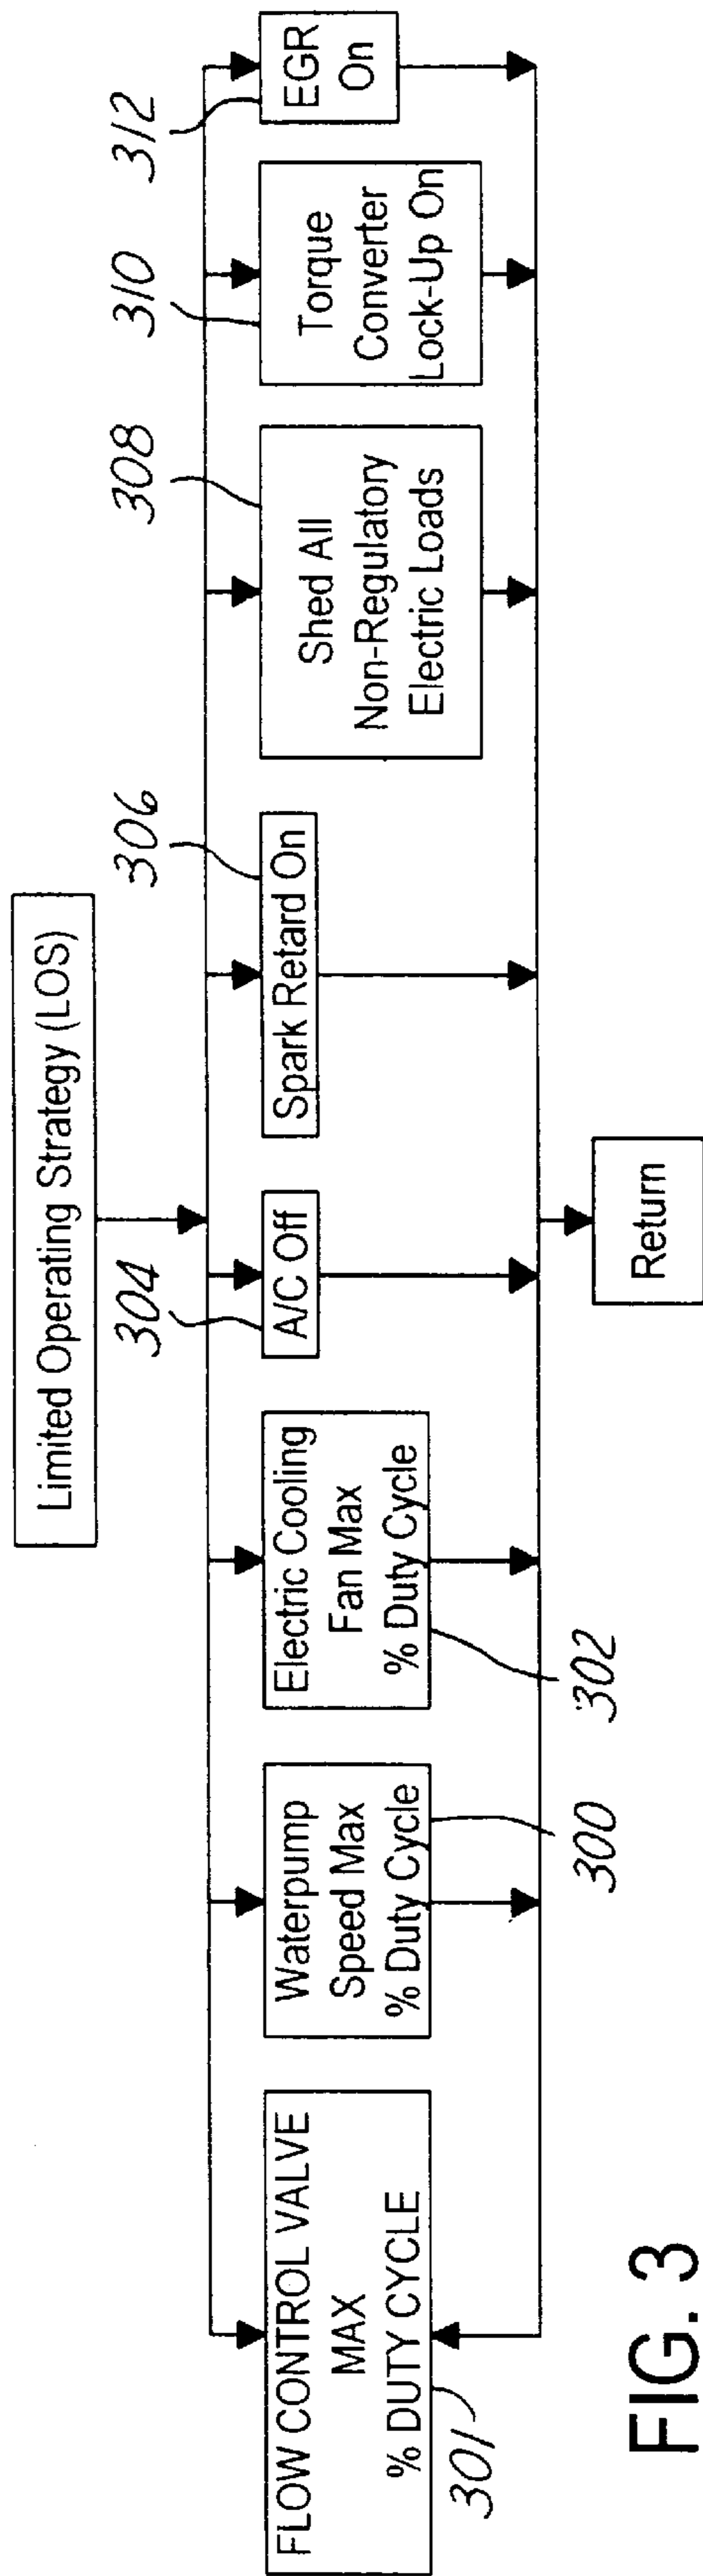 Limited Operating Strategy (LOS)
301
FLOW CONTROL VALVE
MAX
% DUTY CYCLE
300
Waterpump
Speed Max
% Duty Cycle
302
Electric Cooling
Fan Max
% Duty Cycle
304
A/C Off
306
Spark Retard On
308
Shed All
Non-Regulatory
Electric Loads
310
Torque
Converter
Lock-Up On
312
EGR
On
Return
FIG. 3